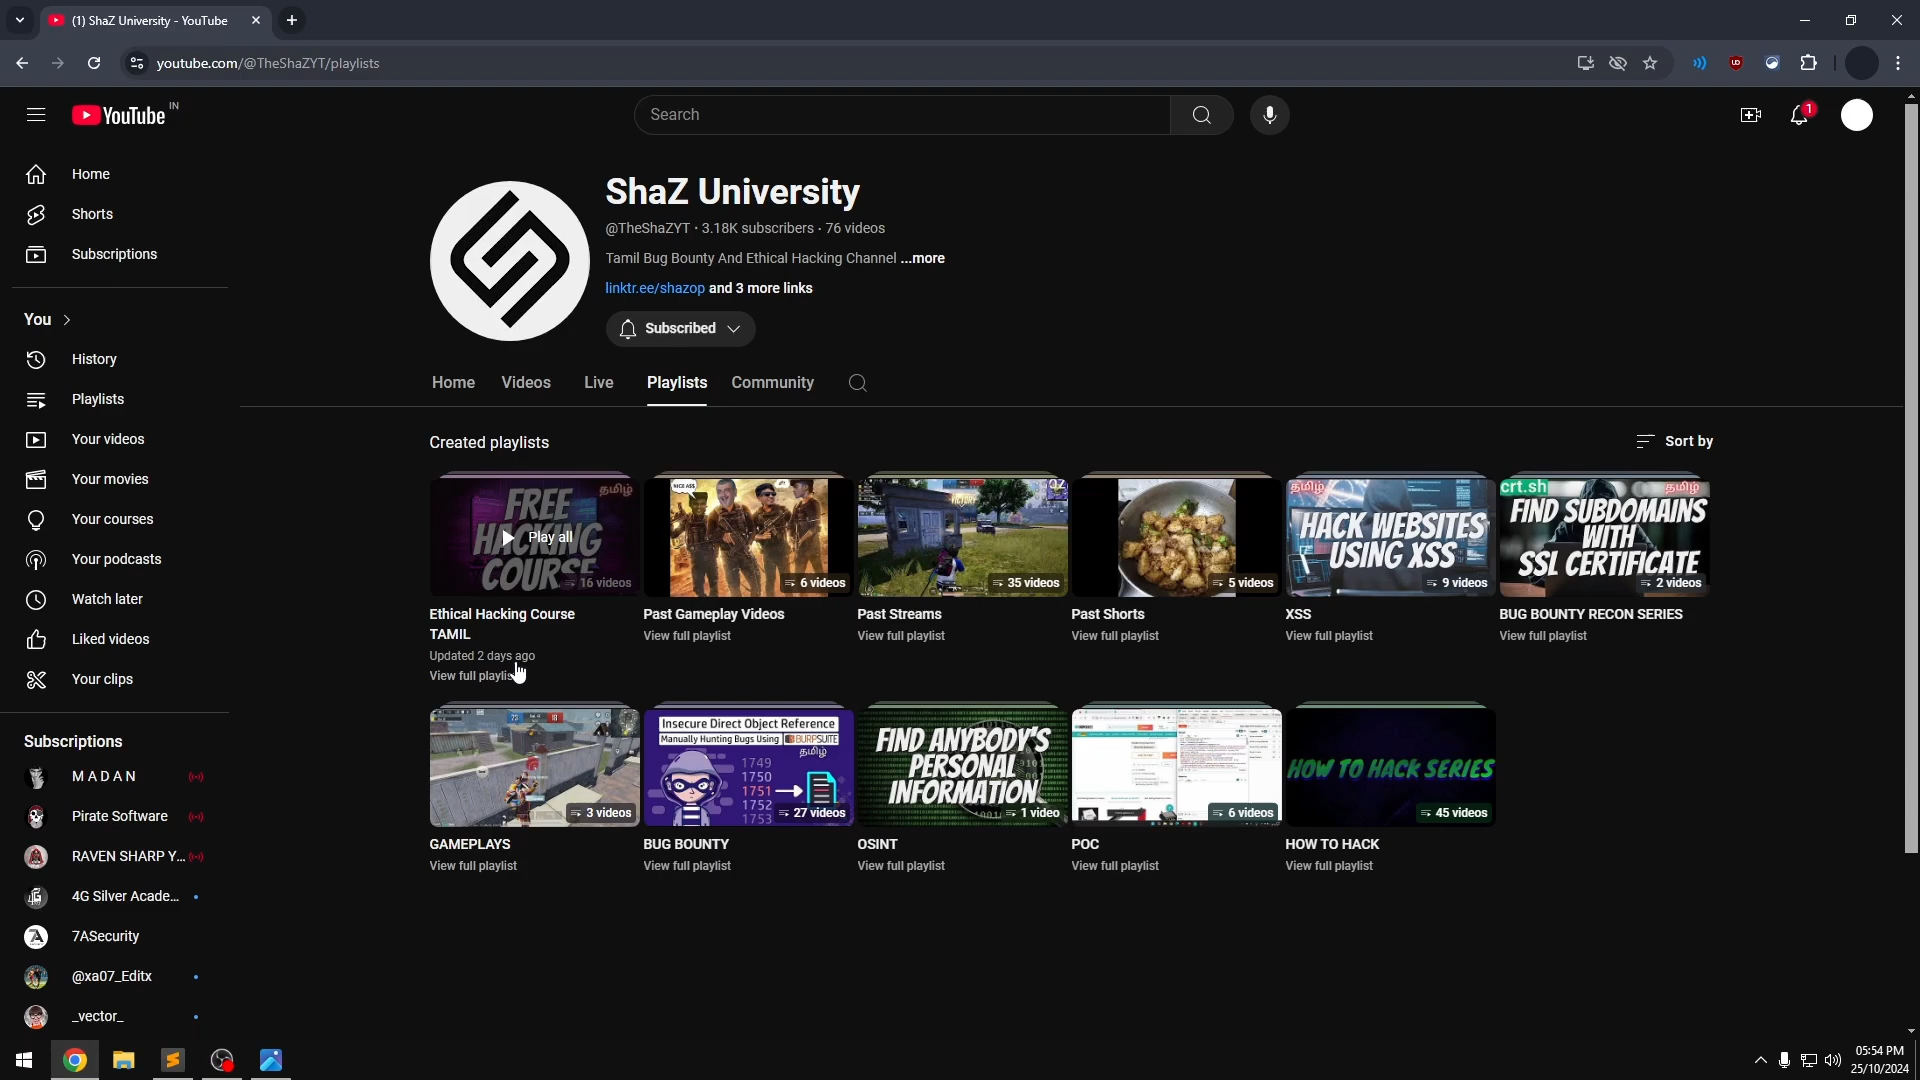 (1) ShaZ University - YouTube
youtube.com/@TheShaZYT/playlists
YouTube IN
Search
1
Home
Shorts
Subscriptions
You
History
Playlists
Your videos
Your movies
Your courses
Your podcasts
Watch later
Liked videos
Your clips
Subscriptions
M A D A N
Pirate Software
RAVEN SHARP Y...
4G Silver Acade...
7ASecurity
@xa07_Editx
_vector_
ShaZ University
@TheShaZYT · 3.18K subscribers · 76 videos
Tamil Bug Bounty And Ethical Hacking Channel ...more
linktr.ee/shazop and 3 more links
Subscribed
Home Videos Live Playlists Community
Created playlists
Sort by
தமிழ்
FREE
HACKING
COURSE
Play all
16 videos
Ethical Hacking Course
TAMIL
Updated 2 days ago
View full playlist
NICE A$$
6 videos
Past Gameplay Videos
View full playlist
VICTORY
35 videos
Past Streams
View full playlist
5 videos
Past Shorts
View full playlist
தமிழ்
HACK WEBSITES
USING XSS
9 videos
XSS
View full playlist
crt.sh
தமிழ்
FIND SUBDOMAINS
WITH
SSL CERTIFICATE
2 videos
BUG BOUNTY RECON SERIES
View full playlist
3 videos
GAMEPLAYS
View full playlist
Insecure Direct Object Reference
Manually Hunting Bugs Using BURPSUITE
தமிழ்
1749
1750
1751
1752
1753
27 videos
BUG BOUNTY
View full playlist
FIND ANYBODY'S
PERSONAL
INFORMATION
1 video
OSINT
View full playlist
6 videos
POC
View full playlist
HOW TO HACK SERIES
45 videos
HOW TO HACK
View full playlist
05:54 PM
25/10/2024